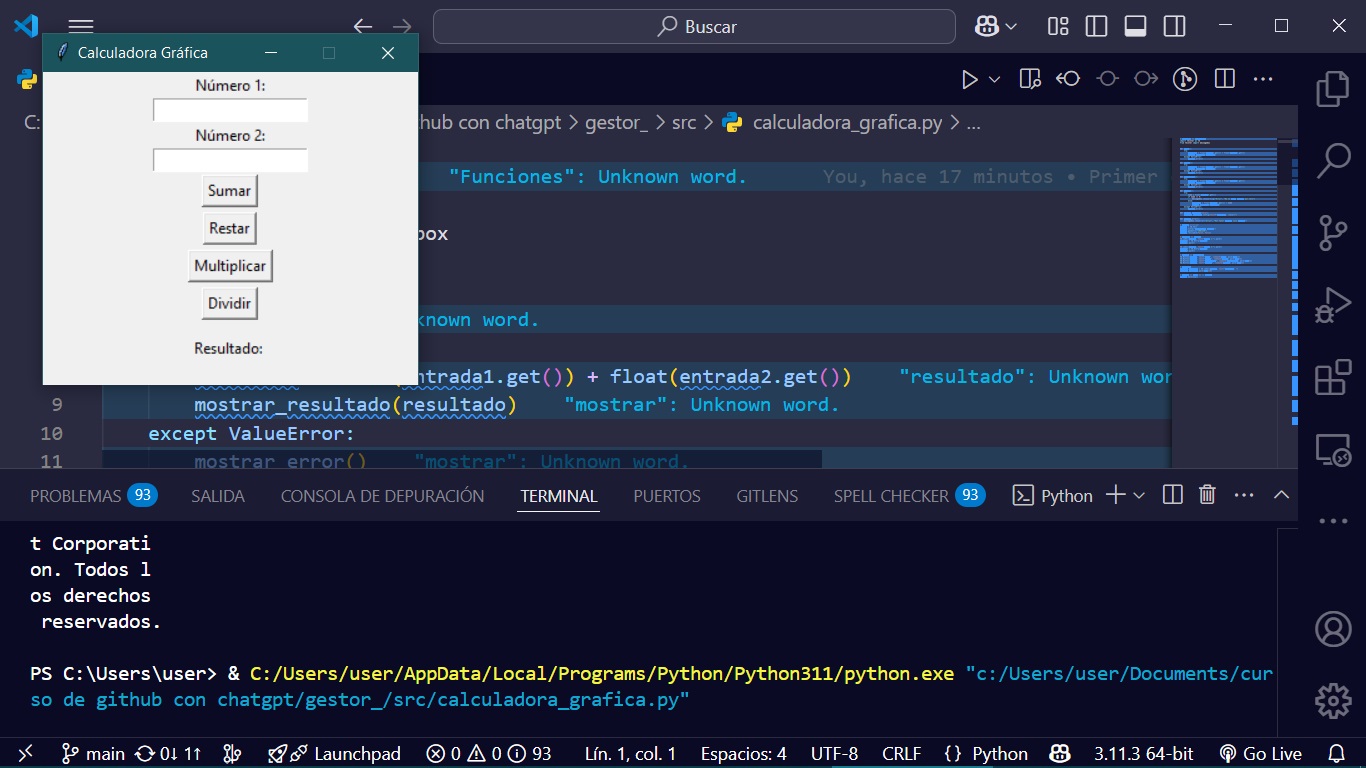 Buscar
Calculadora Gráfica
Número 1:
Número 2:
Sumar
Restar
Multiplicar
Dividir
Resultado:
C:
hub con chatgpt > gestor_ > src > calculadora_grafica.py > ...
"Funciones": Unknown word. You, hace 17 minutos • Primer
box
known word.
entrada1.get()) + float(entrada2.get()) "resultado": Unknown wor
9 mostrar_resultado(resultado) "mostrar": Unknown word.
10 except ValueError:
11 mostrar_error() "mostrar": Unknown word.
PROBLEMAS 93 SALIDA CONSOLA DE DEPURACIÓN TERMINAL PUERTOS GITLENS SPELL CHECKER 93 Python
t Corporati
on. Todos l
os derechos
reservados.
PS C:\Users\user> & C:/Users/user/AppData/Local/Programs/Python/Python311/python.exe "c:/Users/user/Documents/cur
so de github con chatgpt/gestor_/src/calculadora_grafica.py"
main 0↓ 1↑ Launchpad 0 0 93 Lín. 1, col. 1 Espacios: 4 UTF-8 CRLF {} Python 3.11.3 64-bit Go Live